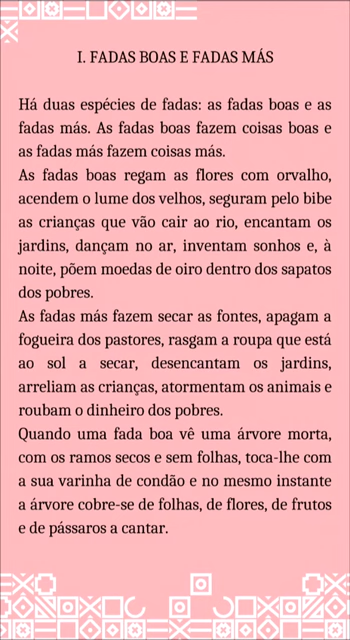 I. FADAS BOAS E FADAS MÁS
Há duas espécies de fadas: as fadas boas e as
fadas más. As fadas boas fazem coisas boas e
as fadas más fazem coisas más.
As fadas boas regam as flores com orvalho,
acendem o lume dos velhos, seguram pelo bibe
as crianças que vão cair ao rio, encantam os
jardins, dançam no ar, inventam sonhos e, à
noite, põem moedas de oiro dentro dos sapatos
dos pobres.
As fadas más fazem secar as fontes, apagam a
fogueira dos pastores, rasgam a roupa que está
ao sol a secar, desencantam os jardins,
arreliam as crianças, atormentam os animais e
roubam o dinheiro dos pobres.
Quando uma fada boa vê uma árvore morta,
com os ramos secos e sem folhas, toca-lhe com
a sua varinha de condão e no mesmo instante
a árvore cobre-se de folhas, de flores, de frutos
e de pássaros a cantar.